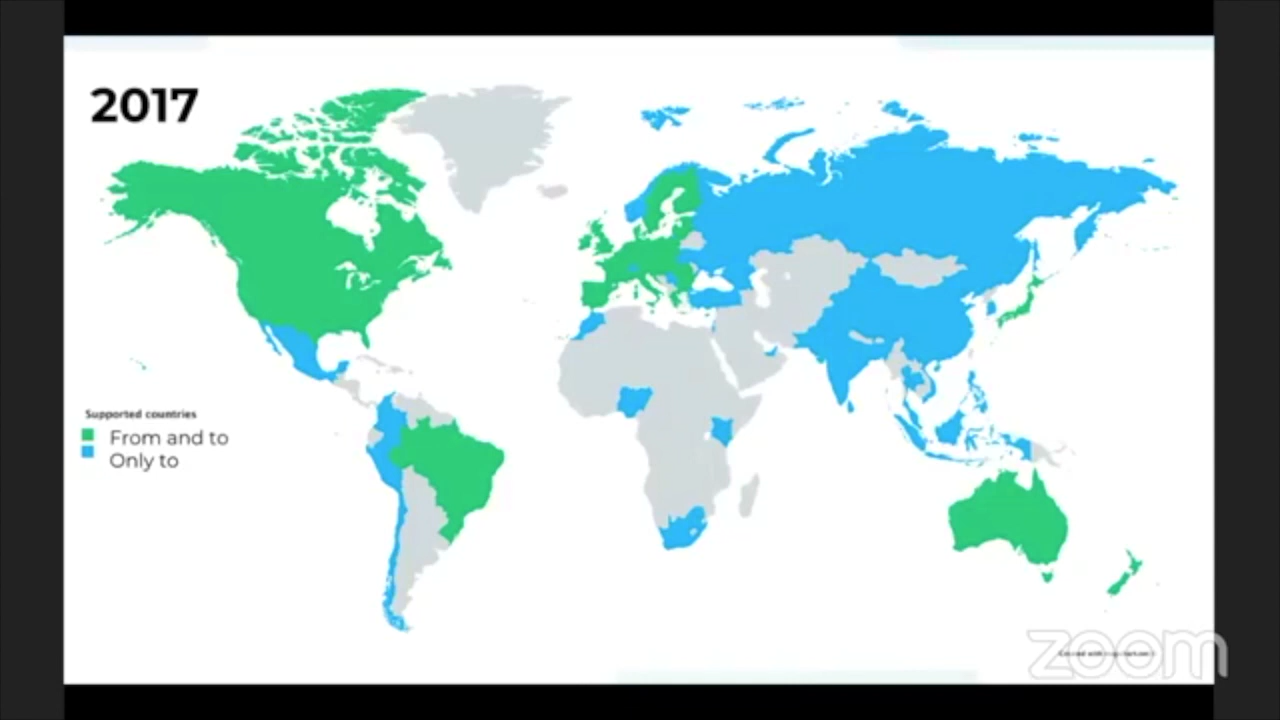 2017
Supported countries
From and to
Only to
zoom